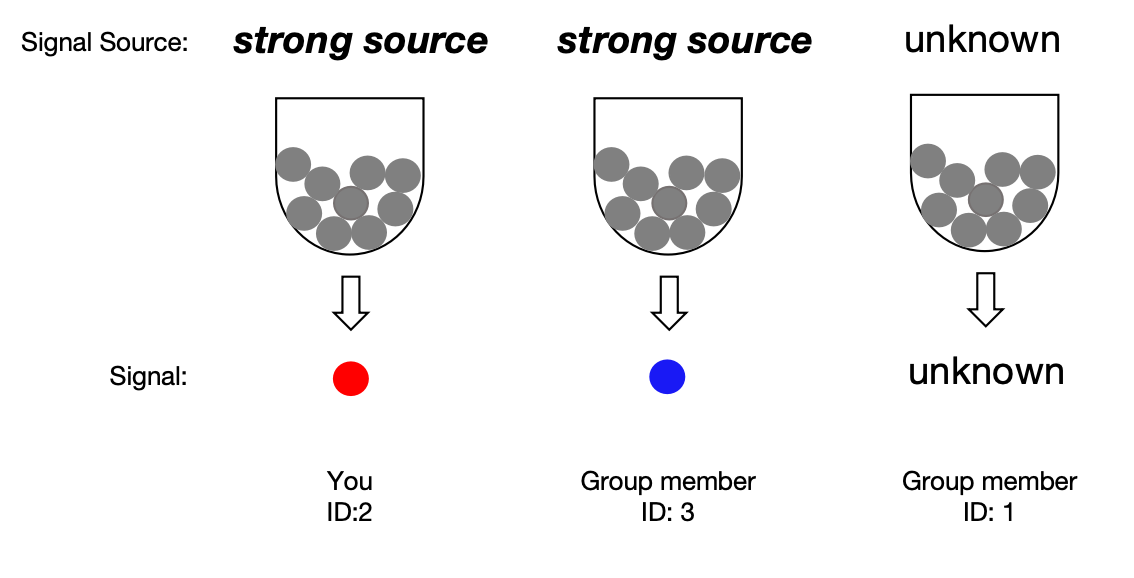 Signal Source: strong source strong source unknown
Signal: unknown
You Group member Group member
ID:2 ID: 3 ID: 1